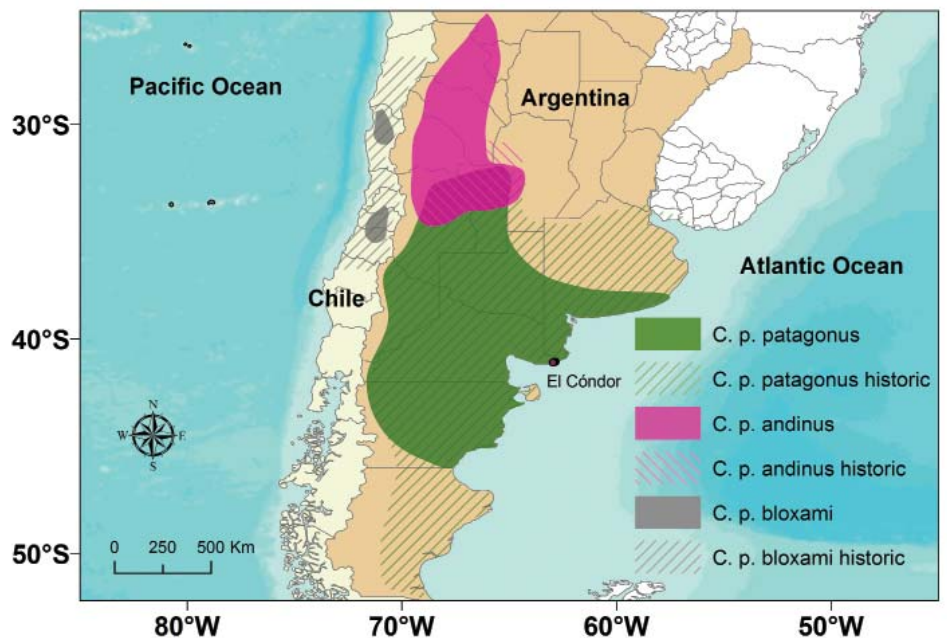 Pacific Ocean
Argentina
30°S
Atlantic Ocean
Chile
C. p. patagonus
40°S
El Cóndor
C. p. patagonus historic
C. p. andinus
N
W E
S
C. p. andinus historic
C. p. bloxami
0 250 500 Km
50°S
C. p. bloxami historic
80°W 70°W 60°W 50°W